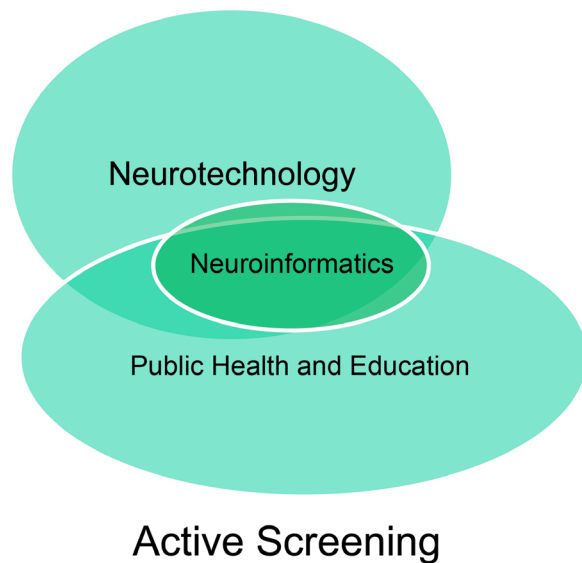 Neurotechnology
Neuroinformatics
Public Health and Education
Active Screening